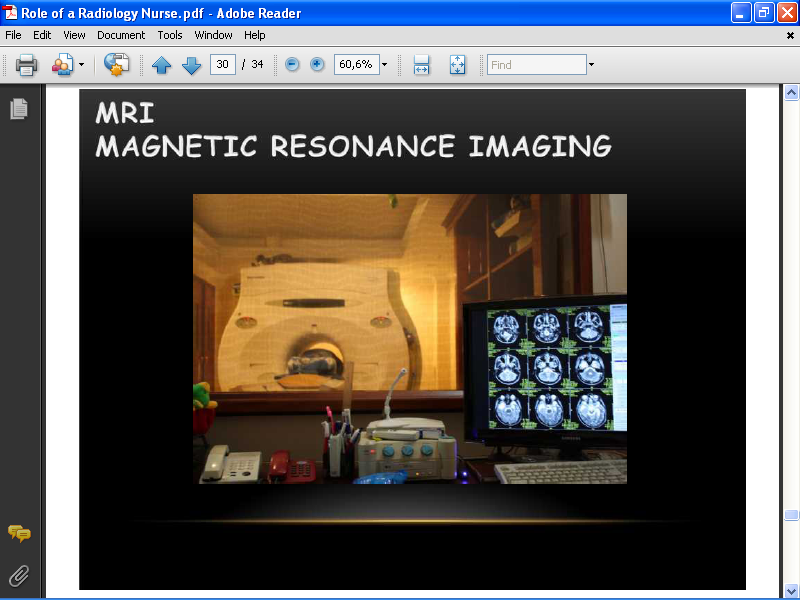 Role of a Radiology Nurse.pdf - Adobe Reader
File Edit View Document Tools Window Help
30 / 34 60,6% Find
MRI
MAGNETIC RESONANCE IMAGING